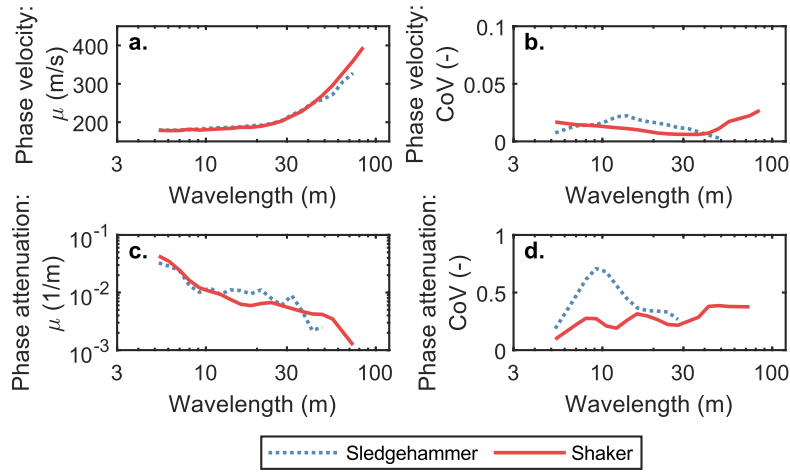 a.
Phase velocity:
μ (m/s)
400
300
200
3 10 30 100
Wavelength (m)
b.
Phase velocity:
CoV (-)
0.1
0.05
0
3 10 30 100
Wavelength (m)
c.
Phase attenuation:
μ (1/m)
10⁻¹
10⁻²
10⁻³
3 10 30 100
Wavelength (m)
d.
Phase attenuation:
CoV (-)
1
0.5
0
3 10 30 100
Wavelength (m)
Sledgehammer Shaker